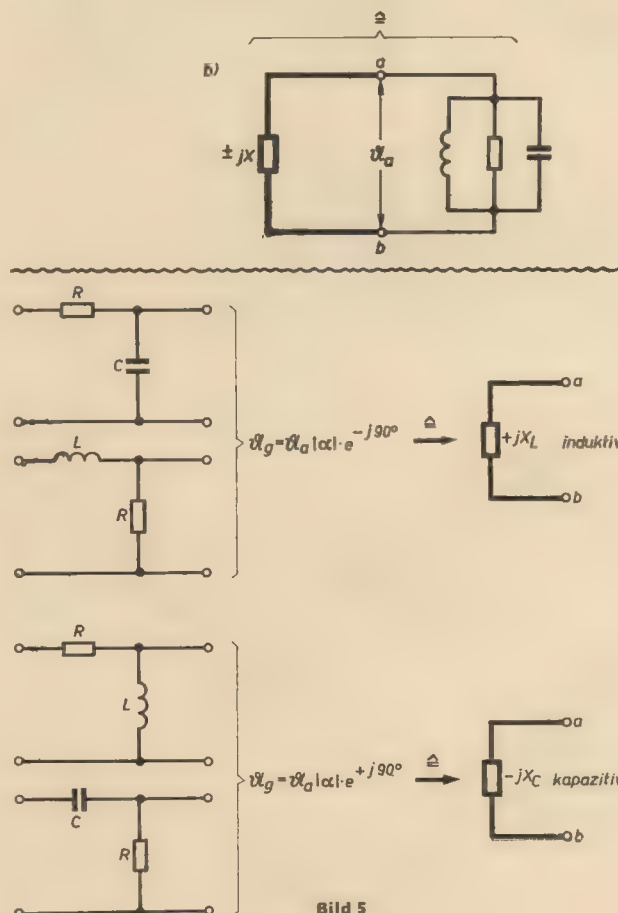 ≙
b)
a
± jX
𝔘a
b
R
C
L
R
𝔘g = 𝔘a |α| · e^-j90°
≙
a
+jXL induktiv
b
R
L
C
R
𝔘g = 𝔘a |α| · e^+j90°
≙
a
-jXC kapazitiv
b
Bild 5